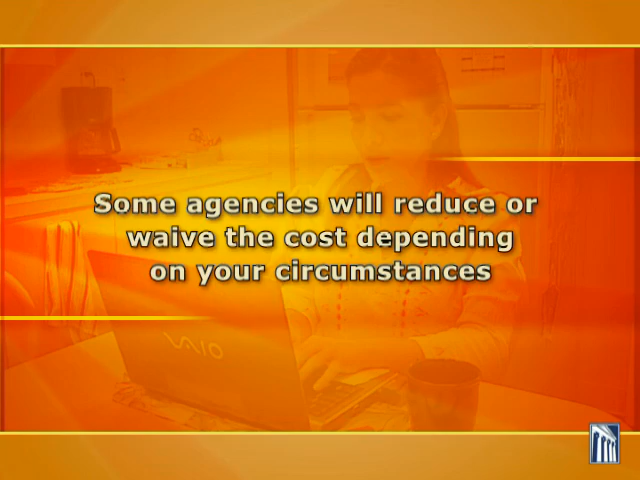 Some agencies will reduce or
waive the cost depending
on your circumstances
VAIO